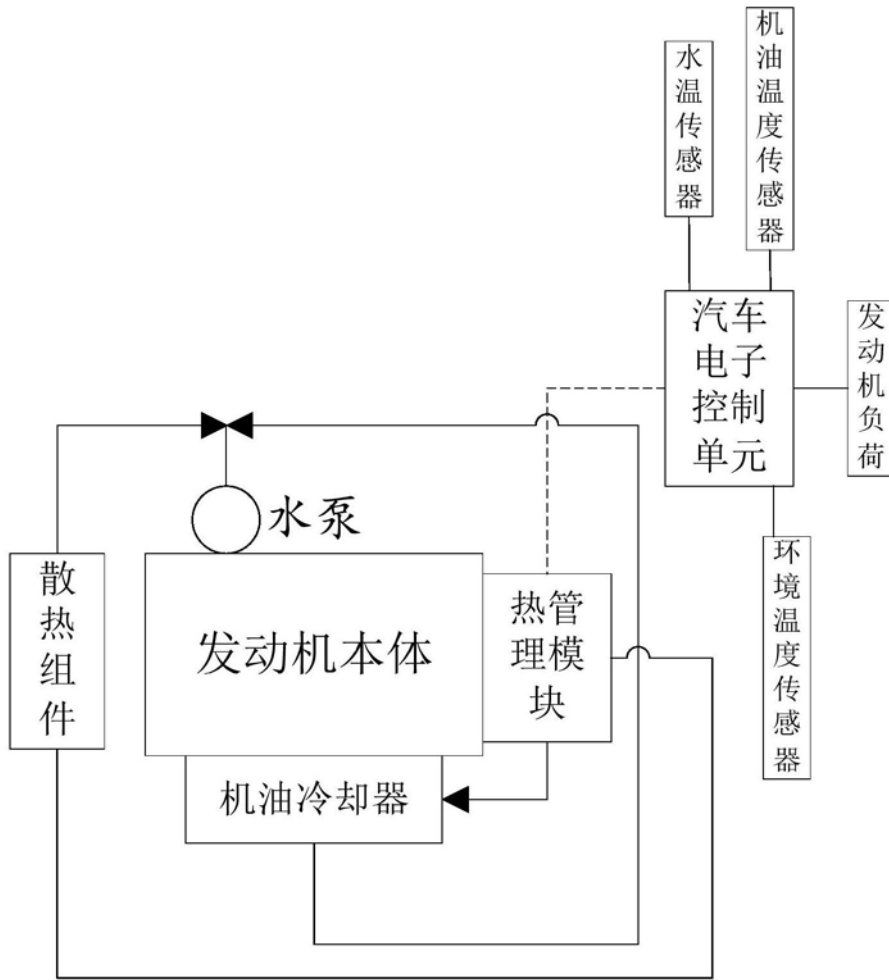 水温传感器
机油温度传感器
汽车
电子
控制
单元
发动机负荷
水泵
散热组件
发动机本体
热管
理模
块
环境温度传感器
机油冷却器